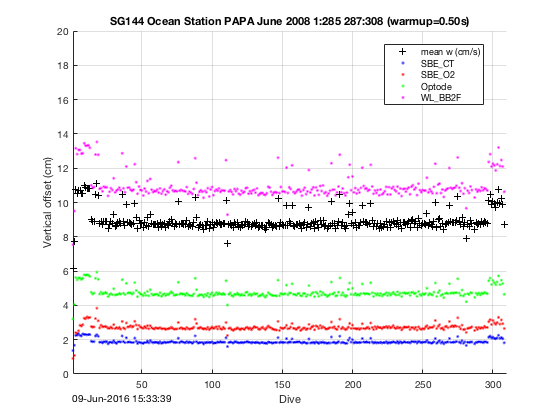 SG144 Ocean Station PAPA June 2008 1:285 287:308 (warmup=0.50s)
20
18
16
14
12
10
8
6
4
2
0
Vertical offset (cm)
mean w (cm/s)
SBE_CT
SBE_O2
Optode
WL_BB2F
50
100
150
200
250
300
Dive
09-Jun-2016 15:33:39